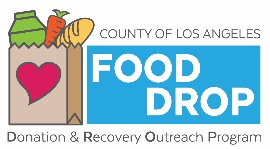 COUNTY OF LOS ANGELES
FOOD
DROP
Donation & Recovery Outreach Program